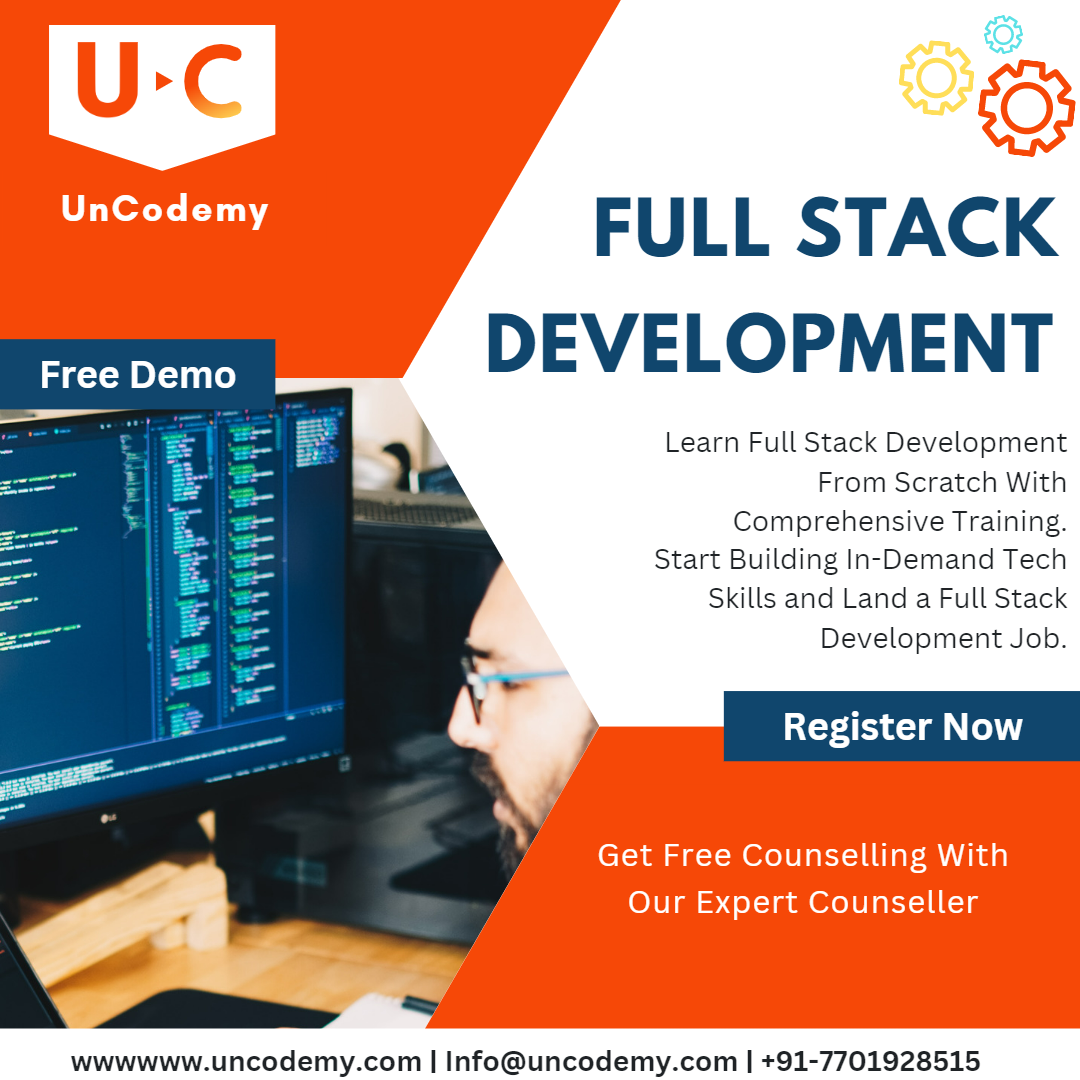 U C
UnCodemy
FULL STACK
DEVELOPMENT
Free Demo
Learn Full Stack Development
From Scratch With
Comprehensive Training.
Start Building In-Demand Tech
Skills and Land a Full Stack
Development Job.
Register Now
Get Free Counselling With
Our Expert Counseller
LG
wwwwwww.uncodemy.com | Info@uncodemy.com | +91-7701928515